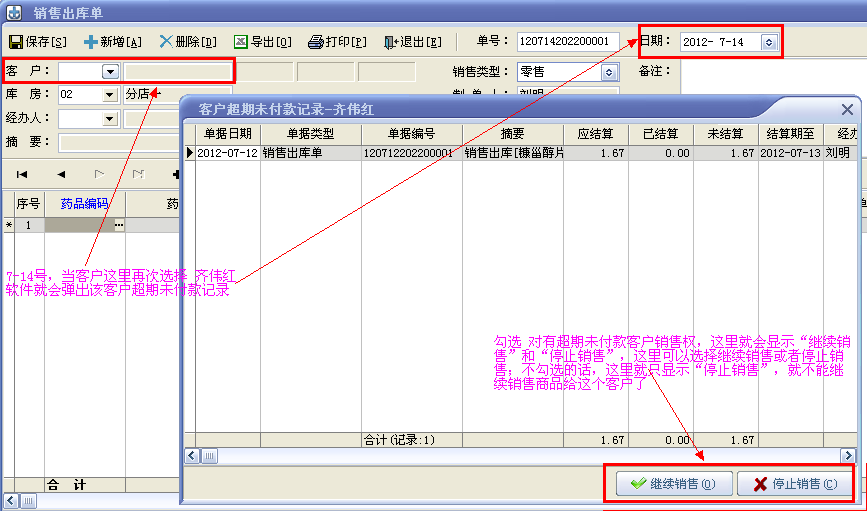 销售出库单
保存[S] 新增[A] 删除[D] 导出[O] 打印[P] 退出[E] 单号: 120714202200001 日期: 2012- 7-14
客 户: 销售类型: 零售 备注:
库 房: 02 分店一
经办人:
摘 要:
序号 药品编码 药
* 1
合 计
客户超期未付款记录-齐伟红
单据日期 单据类型 单据编号 摘要 应结算 已结算 未结算 结算期至 经办
2012-07-12 销售出库单 120712202200001 销售出库[糠甾醇片 1.67 0.00 1.67 2012-07-13 刘明
合计(记录:1) 1.67 0.00 1.67
继续销售(O) 停止销售(C)
7-14号, 当客户这里再次选择 齐伟红
软件就会弹出该客户超期未付款记录
勾选 对有超期未付款客户销售权, 这里就会显示“继续销
售”和“停止销售”, 这里可以选择继续销售或者停止销
售; 不勾选的话, 这里就只显示“停止销售”, 就不能继
续销售商品给这个客户了